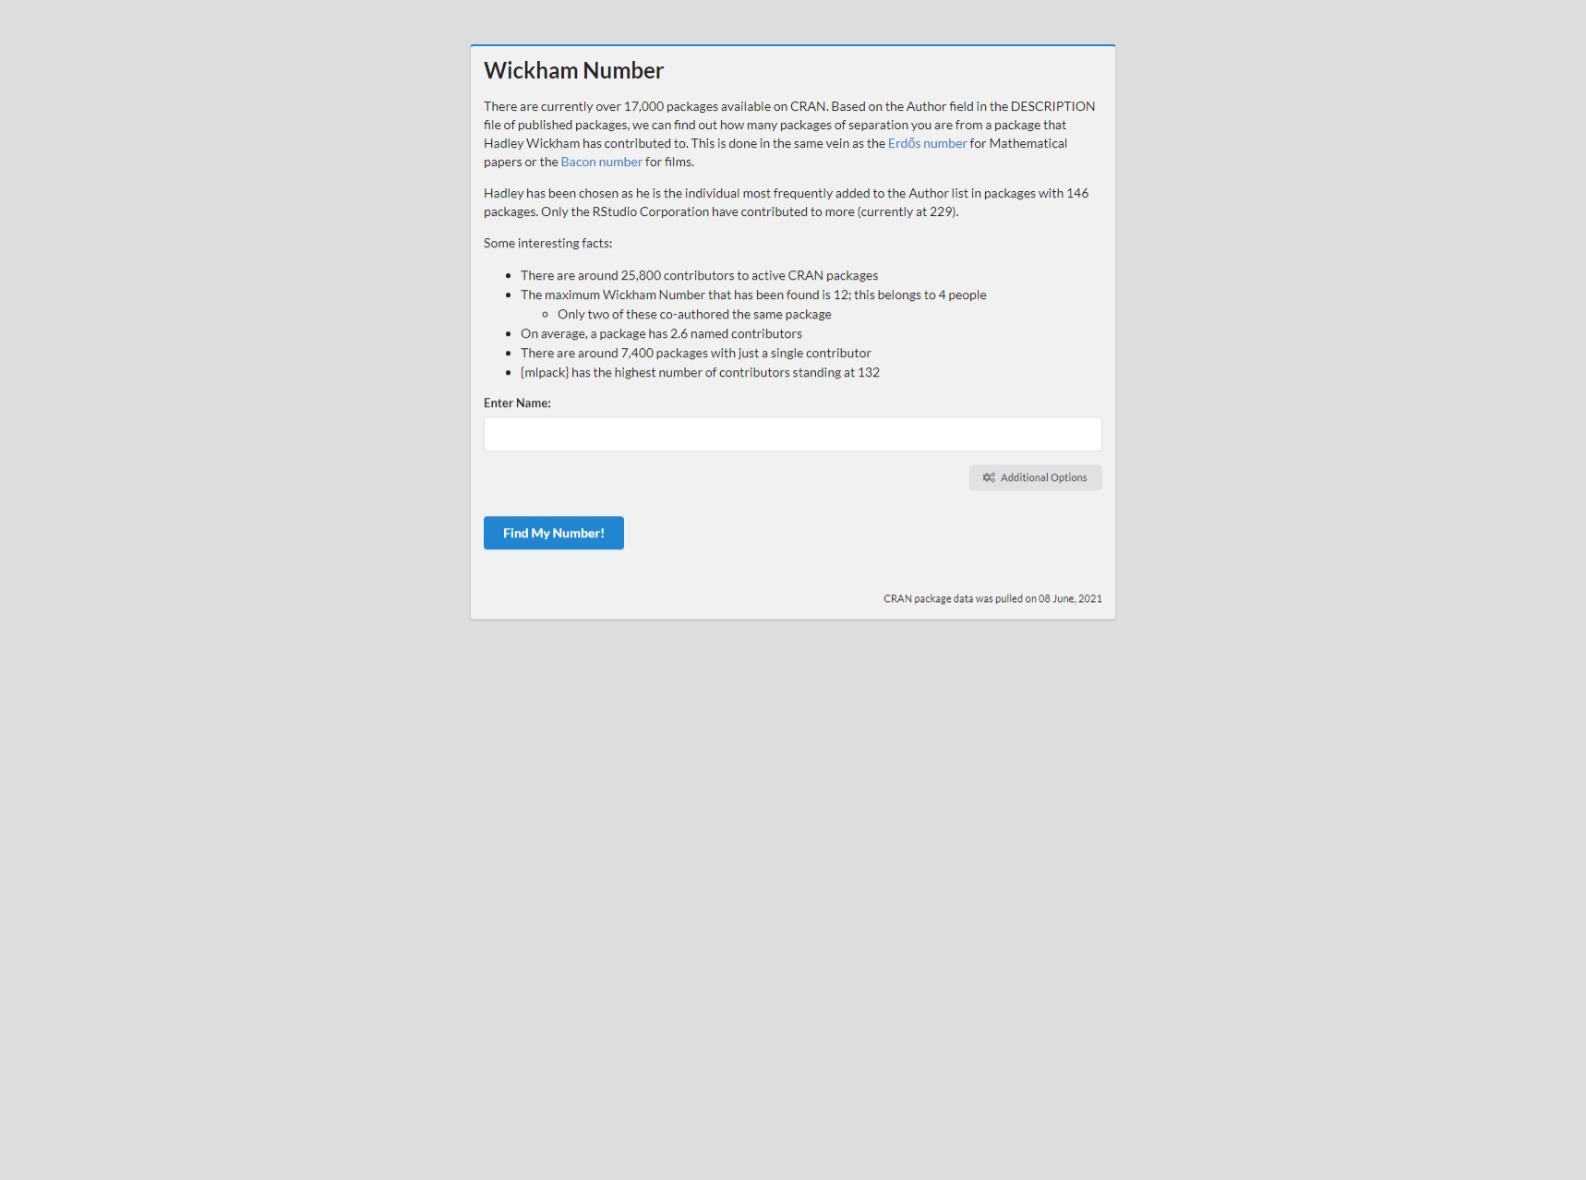 Wickham Number
There are currently over 17,000 packages available on CRAN. Based on the Author field in the DESCRIPTION
file of published packages, we can find out how many packages of separation you are from a package that
Hadley Wickham has contributed to. This is done in the same vein as the Erdős number for Mathematical
papers or the Bacon number for films.
Hadley has been chosen as he is the individual most frequently added to the Author list in packages with 146
packages. Only the RStudio Corporation have contributed to more (currently at 229).
Some interesting facts:
There are around 25,800 contributors to active CRAN packages
The maximum Wickham Number that has been found is 12; this belongs to 4 people
Only two of these co-authored the same package
On average, a package has 2.6 named contributors
There are around 7,400 packages with just a single contributor
{mlpack} has the highest number of contributors standing at 132
Enter Name:
Additional Options
Find My Number!
CRAN package data was pulled on 08 June, 2021